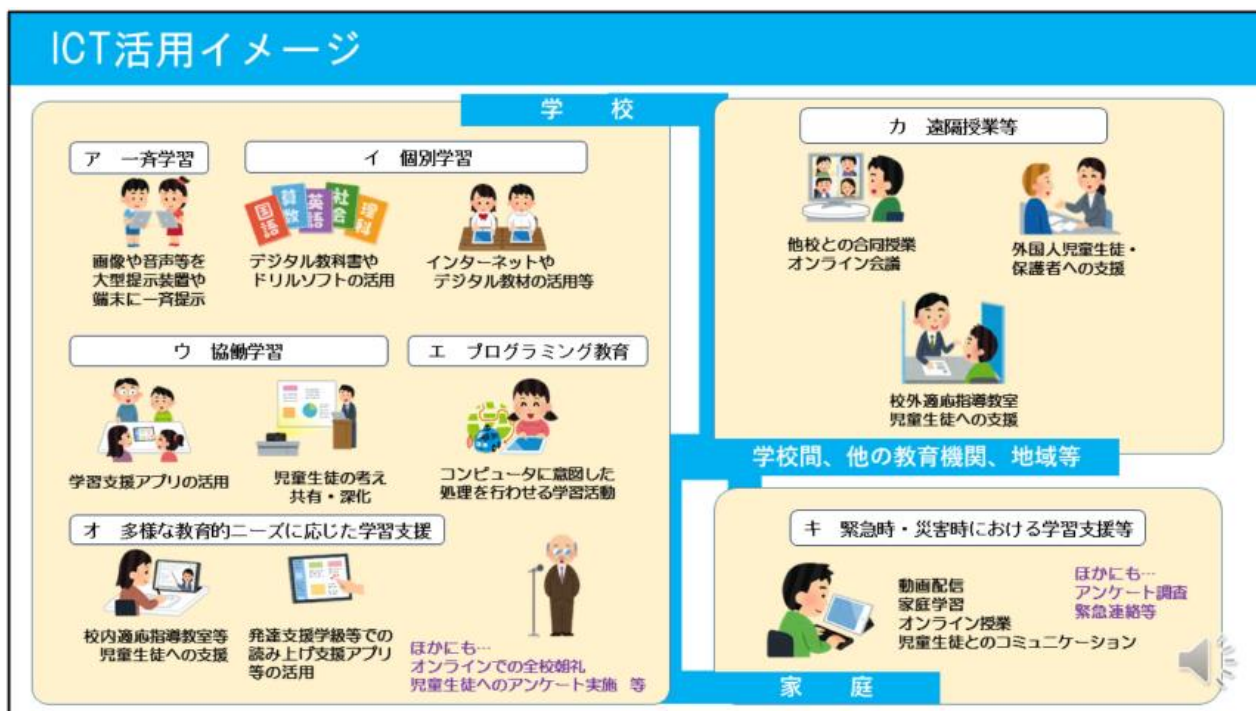 ICT活用イメージ
学　校
ア　一斉学習
画像や音声等を
大型提示装置や
端末に一斉提示
イ　個別学習
国語
算数
英語
社会
理科
デジタル教科書や
ドリルソフトの活用
インターネットや
デジタル教材の活用等
ウ　協働学習
学習支援アプリの活用
児童生徒の考え
共有・深化
エ　プログラミング教育
コンピュータに意図した
処理を行わせる学習活動
オ　多様な教育的ニーズに応じた学習支援
校内適応指導教室等
児童生徒への支援
発達支援学級等での
読み上げ支援アプリ
等の活用
ほかにも…
オンラインでの全校朝礼
児童生徒へのアンケート実施　等
カ　遠隔授業等
他校との合同授業
オンライン会議
外国人児童生徒・
保護者への支援
校外適応指導教室
児童生徒への支援
学校間、他の教育機関、地域等
キ　緊急時・災害時における学習支援等
動画配信
家庭学習
オンライン授業
児童生徒とのコミュニケーション
ほかにも…
アンケート調査
緊急連絡等
家　庭